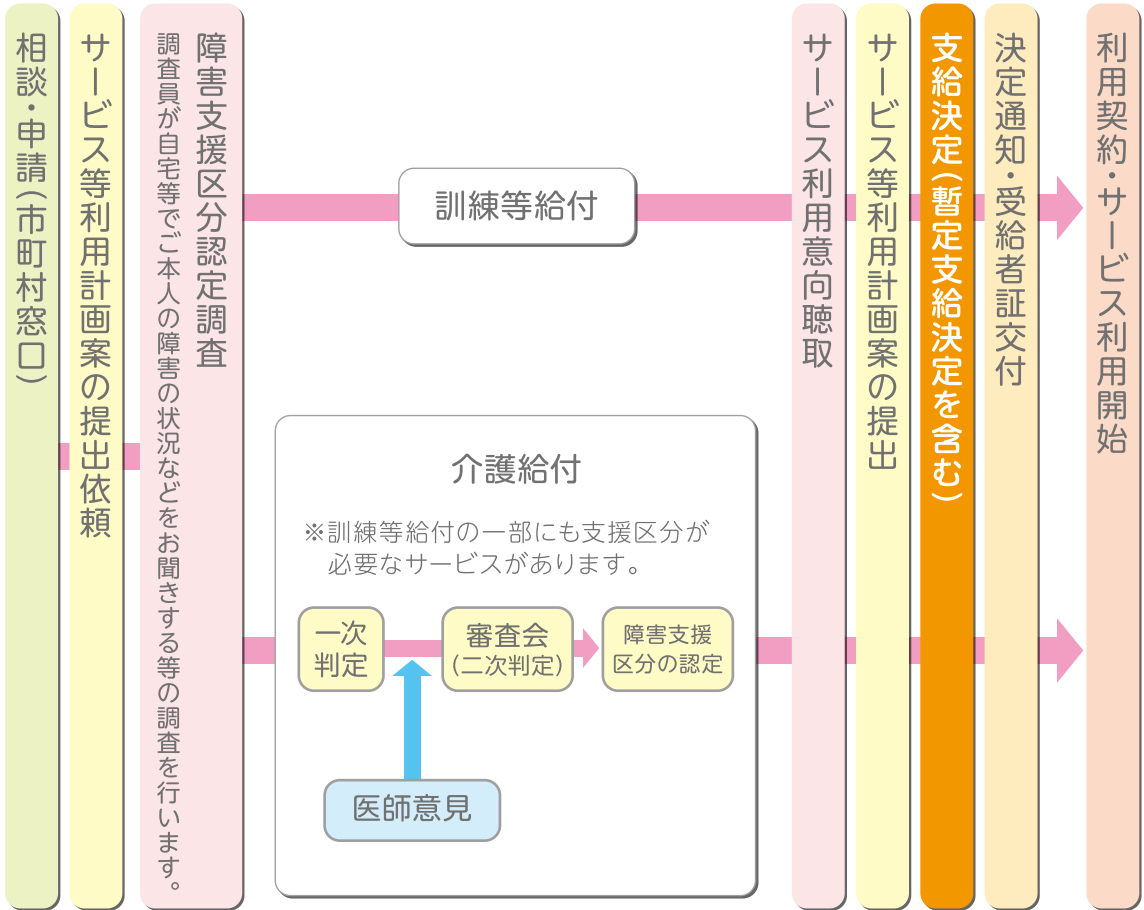 相談・申請(市町村窓口)
サービス等利用計画案の提出依頼
障害支援区分認定調査
調査員が自宅等でご本人の障害の状況などをお聞きする等の調査を行います。
訓練等給付
介護給付
※訓練等給付の一部にも支援区分が
必要なサービスがあります。
一次
判定
審査会
(二次判定)
障害支援
区分の認定
医師意見
サービス利用意向聴取
サービス等利用計画案の提出
支給決定(暫定支給決定を含む)
決定通知・受給者証交付
利用契約・サービス利用開始